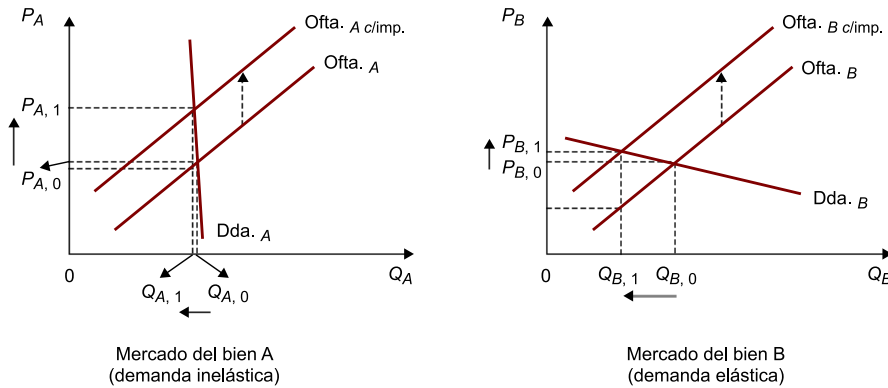 P_A
Ofta. A c/imp.
Ofta. A
P_A, 1
P_A, 0
Dda. A
0
Q_A
Q_A, 1
Q_A, 0
Mercado del bien A
(demanda inelástica)
P_B
Ofta. B c/imp.
Ofta. B
P_B, 1
P_B, 0
Dda. B
0
Q_B, 1
Q_B, 0
Q_B
Mercado del bien B
(demanda elástica)